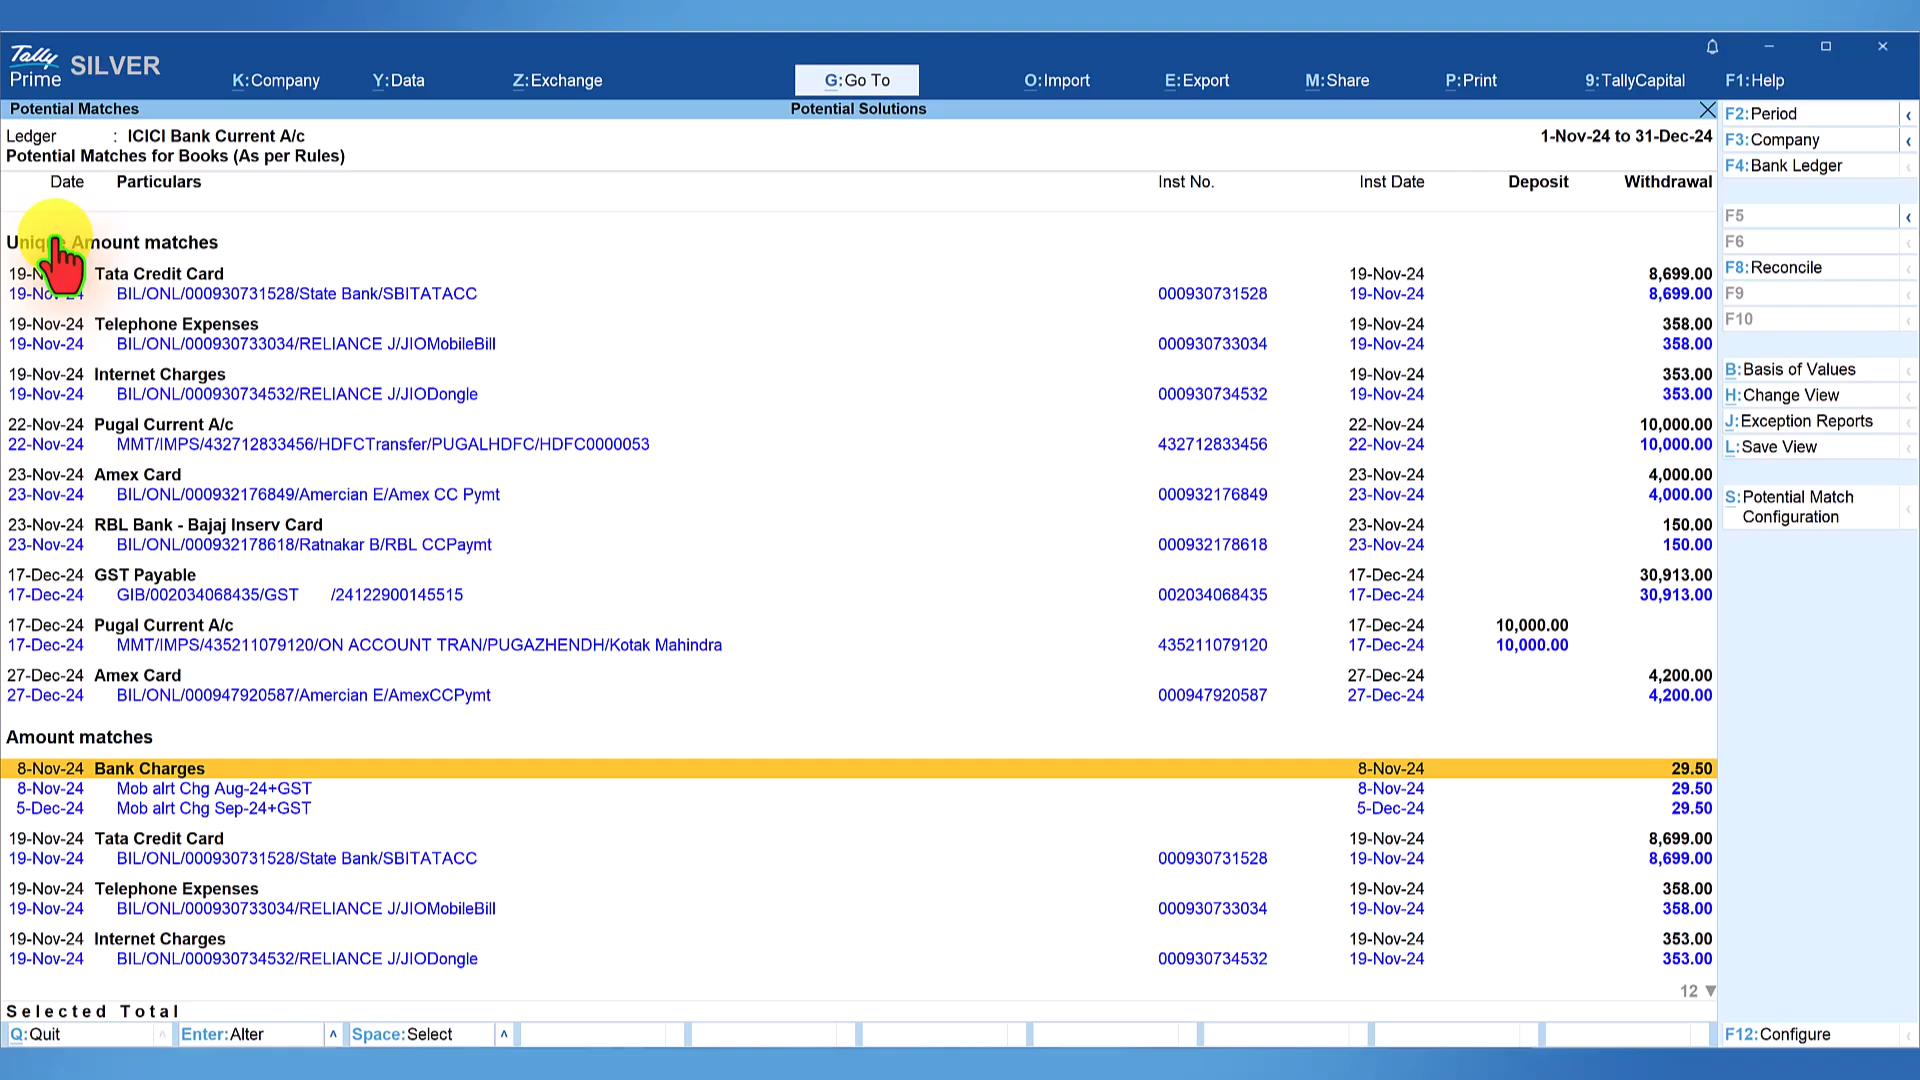 Tally Prime SILVER
K:Company Y:Data Z:Exchange G:Go To O:Import E:Export M:Share P:Print 9:TallyCapital F1:Help
Potential Matches Potential Solutions
Ledger : ICICI Bank Current A/c 1-Nov-24 to 31-Dec-24
Potential Matches for Books (As per Rules)
Date Particulars Inst No. Inst Date Deposit Withdrawal
Unique Amount matches
Tata Credit Card 19-Nov-24 8,699.00
19-Nov-24 BIL/ONL/000930731528/State Bank/SBITATACC 000930731528 19-Nov-24 8,699.00
19-Nov-24 Telephone Expenses 19-Nov-24 358.00
19-Nov-24 BIL/ONL/000930733034/RELIANCE J/JIOMobileBill 000930733034 19-Nov-24 358.00
19-Nov-24 Internet Charges 19-Nov-24 353.00
19-Nov-24 BIL/ONL/000930734532/RELIANCE J/JIODongle 000930734532 19-Nov-24 353.00
22-Nov-24 Pugal Current A/c 22-Nov-24 10,000.00
22-Nov-24 MMT/IMPS/432712833456/HDFCTransfer/PUGALHDFC/HDFC0000053 432712833456 22-Nov-24 10,000.00
23-Nov-24 Amex Card 23-Nov-24 4,000.00
23-Nov-24 BIL/ONL/000932176849/Amercian E/Amex CC Pymt 000932176849 23-Nov-24 4,000.00
23-Nov-24 RBL Bank - Bajaj Inserv Card 23-Nov-24 150.00
23-Nov-24 BIL/ONL/000932178618/Ratnakar B/RBL CCPaymt 000932178618 23-Nov-24 150.00
17-Dec-24 GST Payable 17-Dec-24 30,913.00
17-Dec-24 GIB/002034068435/GST /24122900145515 002034068435 17-Dec-24 30,913.00
17-Dec-24 Pugal Current A/c 17-Dec-24 10,000.00
17-Dec-24 MMT/IMPS/435211079120/ON ACCOUNT TRAN/PUGAZHENDH/Kotak Mahindra 435211079120 17-Dec-24 10,000.00
27-Dec-24 Amex Card 27-Dec-24 4,200.00
27-Dec-24 BIL/ONL/000947920587/Amercian E/AmexCCPymt 000947920587 27-Dec-24 4,200.00
Amount matches
8-Nov-24 Bank Charges 8-Nov-24 29.50
8-Nov-24 Mob alrt Chg Aug-24+GST 8-Nov-24 29.50
5-Dec-24 Mob alrt Chg Sep-24+GST 5-Dec-24 29.50
19-Nov-24 Tata Credit Card 19-Nov-24 8,699.00
19-Nov-24 BIL/ONL/000930731528/State Bank/SBITATACC 000930731528 19-Nov-24 8,699.00
19-Nov-24 Telephone Expenses 19-Nov-24 358.00
19-Nov-24 BIL/ONL/000930733034/RELIANCE J/JIOMobileBill 000930733034 19-Nov-24 358.00
19-Nov-24 Internet Charges 19-Nov-24 353.00
19-Nov-24 BIL/ONL/000930734532/RELIANCE J/JIODongle 000930734532 19-Nov-24 353.00
12
Selected Total
Q:Quit Enter:Alter Space:Select
F2:Period
F3:Company
F4:Bank Ledger
F5
F6
F8:Reconcile
F9
F10
B:Basis of Values
H:Change View
J:Exception Reports
L:Save View
S:Potential Match
Configuration
F12:Configure